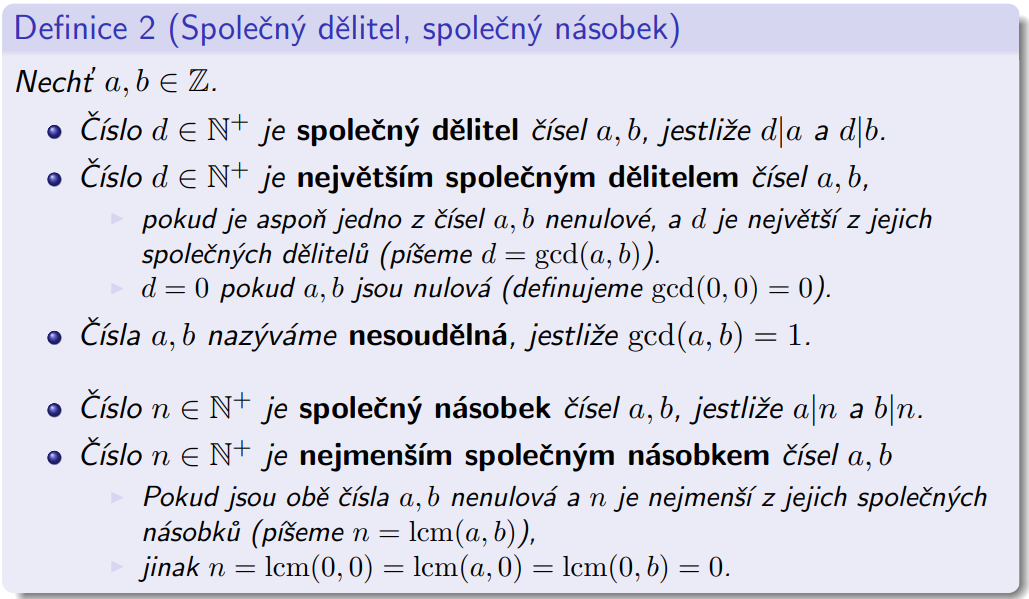 Definice 2 (Společný dělitel, společný násobek)
Nechť a, b ∈ ℤ.
Číslo d ∈ ℕ⁺ je společný dělitel čísel a, b, jestliže d|a a d|b.
Číslo d ∈ ℕ⁺ je největším společným dělitelem čísel a, b,
pokud je aspoň jedno z čísel a, b nenulové, a d je největší z jejich
společných dělitelů (píšeme d = gcd(a, b)).
d = 0 pokud a, b jsou nulová (definujeme gcd(0, 0) = 0).
Čísla a, b nazýváme nesoudělná, jestliže gcd(a, b) = 1.
Číslo n ∈ ℕ⁺ je společný násobek čísel a, b, jestliže a|n a b|n.
Číslo n ∈ ℕ⁺ je nejmenším společným násobkem čísel a, b
Pokud jsou obě čísla a, b nenulová a n je nejmenší z jejich společných
násobků (píšeme n = lcm(a, b)),
jinak n = lcm(0, 0) = lcm(a, 0) = lcm(0, b) = 0.